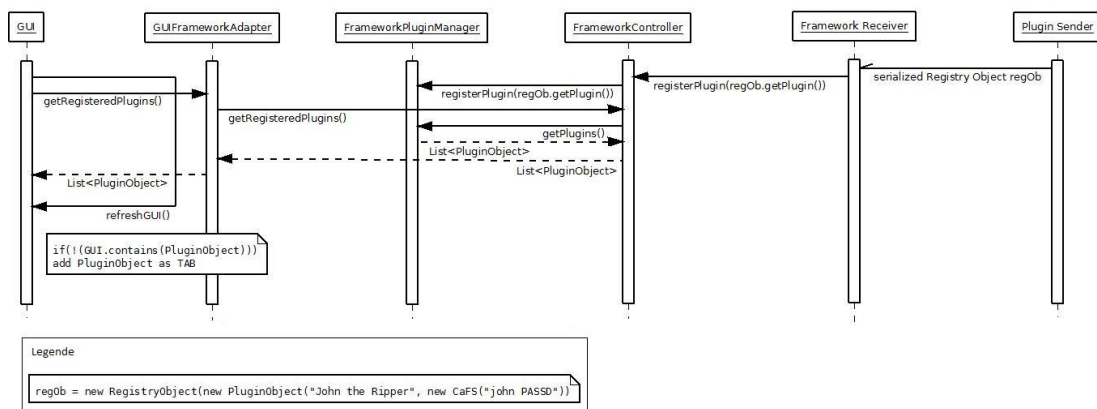 GUI
GUIFrameworkAdapter
FrameworkPluginManager
FrameworkController
Framework Receiver
Plugin Sender
serialized Registry Object regOb
registerPlugin(regOb.getPlugin())
registerPlugin(regOb.getPlugin())
getRegisteredPlugins()
getRegisteredPlugins()
getPlugins()
List<PluginObject>
List<PluginObject>
List<PluginObject>
refreshGUI()
if(!(GUI.contains(PluginObject)))
add PluginObject as TAB
Legende
regOb = new RegistryObject(new PluginObject("John the Ripper", new CaFS("john PASSD"))